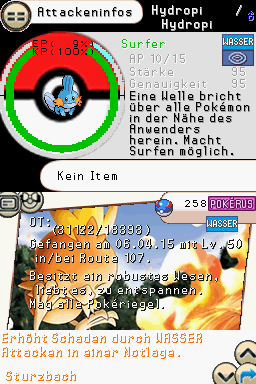 Attackeninfos
Hydropi
Hydropi
/
EP( 9%)
KP(100%)
Surfer
WASSER
AP 10/15
Stärke 95
Genauigkeit 95
Eine Welle bricht
über alle Pokémon
in der Nähe des
Anwenders
herein. Macht
Surfen möglich.
Kein Item
258 POKÉRUS
WASSER
OT:
(31122/18393)
Gefangen am 06.04.15 mit Lv. 50
in/bei Route 107.
Besitzt ein robustes Wesen,
liebt es, zu entspannen.
Mag alle Pokériegel.
Erhöht Schaden durch WASSER
Attacken in einer Notlage.
Sturzbach